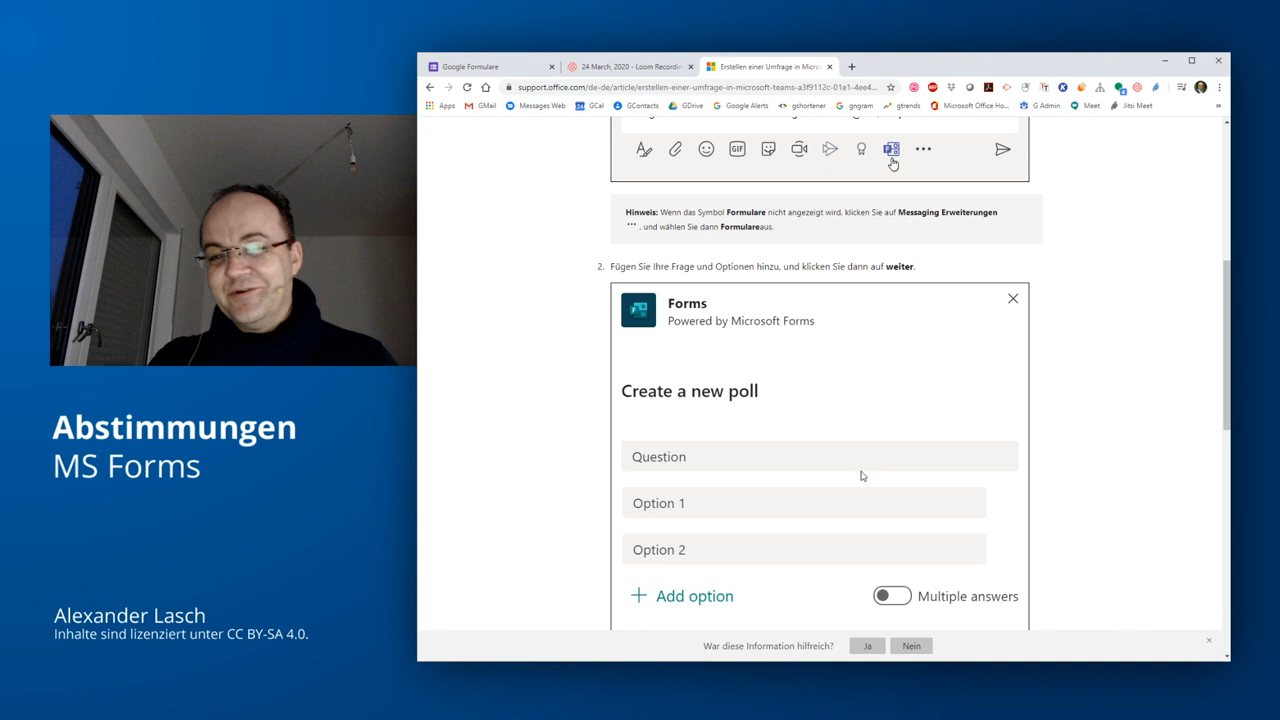 Google Formulare
24 March, 2020 - Loom Recordin
Erstellen einer Umfrage in Micro
support.office.com/de-de/article/erstellen-einer-umfrage-in-microsoft-teams-a3f9112c-01e1-4ee4...
Apps
GMail
Messages Web
GCal
GContacts
GDrive
Google Alerts
gshortener
gngram
gtrends
Microsoft Office Ho...
G Admin
Meet
Jitsi Meet
GIF
Hinweis: Wenn das Symbol Formulare nicht angezeigt wird, klicken Sie auf Messaging Erweiterungen
··· , und wählen Sie dann Formulareaus.
2. Fügen Sie Ihre Frage und Optionen hinzu, und klicken Sie dann auf weiter.
Forms
Powered by Microsoft Forms
Create a new poll
Question
Option 1
Option 2
+ Add option
Multiple answers
War diese Information hilfreich?
Ja
Nein
Abstimmungen
MS Forms
Alexander Lasch
Inhalte sind lizenziert unter CC BY-SA 4.0.